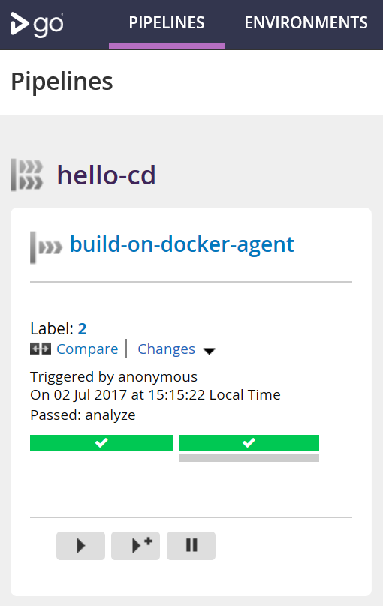 go PIPELINES ENVIRONMENTS
Pipelines
hello-cd
build-on-docker-agent
Label: 2
Compare | Changes
Triggered by anonymous
On 02 Jul 2017 at 15:15:22 Local Time
Passed: analyze